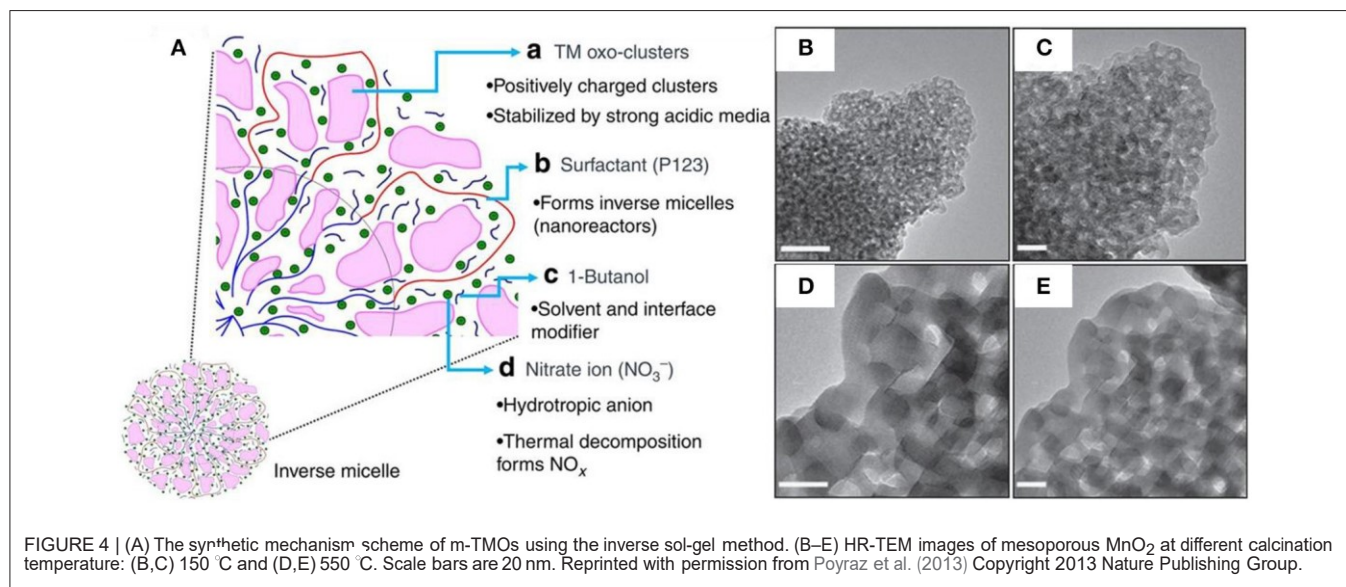 A
a TM oxo-clusters
•Positively charged clusters
•Stabilized by strong acidic media
b Surfactant (P123)
•Forms inverse micelles
(nanoreactors)
c 1-Butanol
•Solvent and interface
modifier
d Nitrate ion (NO₃⁻)
•Hydrotropic anion
•Thermal decomposition
forms NOₓ
Inverse micelle
B
C
D
E
FIGURE 4 | (A) The synthetic mechanism scheme of m-TMOs using the inverse sol-gel method. (B–E) HR-TEM images of mesoporous MnO₂ at different calcination
temperature: (B,C) 150 °C and (D,E) 550 °C. Scale bars are 20 nm. Reprinted with permission from Poyraz et al. (2013) Copyright 2013 Nature Publishing Group.